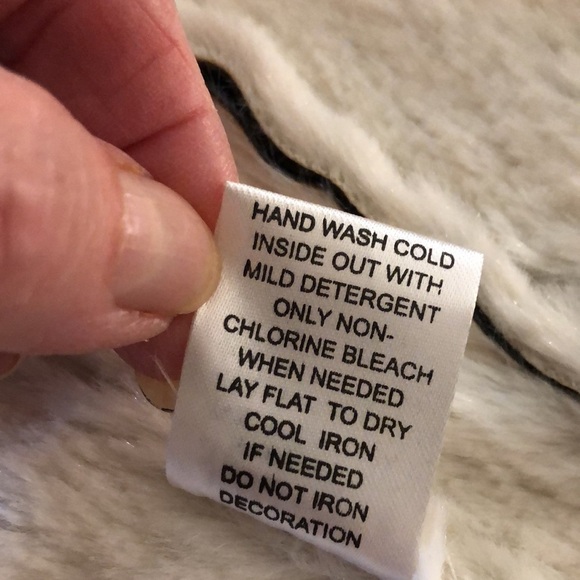 HAND WASH COLD
INSIDE OUT WITH
MILD DETERGENT
ONLY NON-
CHLORINE BLEACH
WHEN NEEDED
LAY FLAT TO DRY
COOL IRON
IF NEEDED
DO NOT IRON
DECORATION